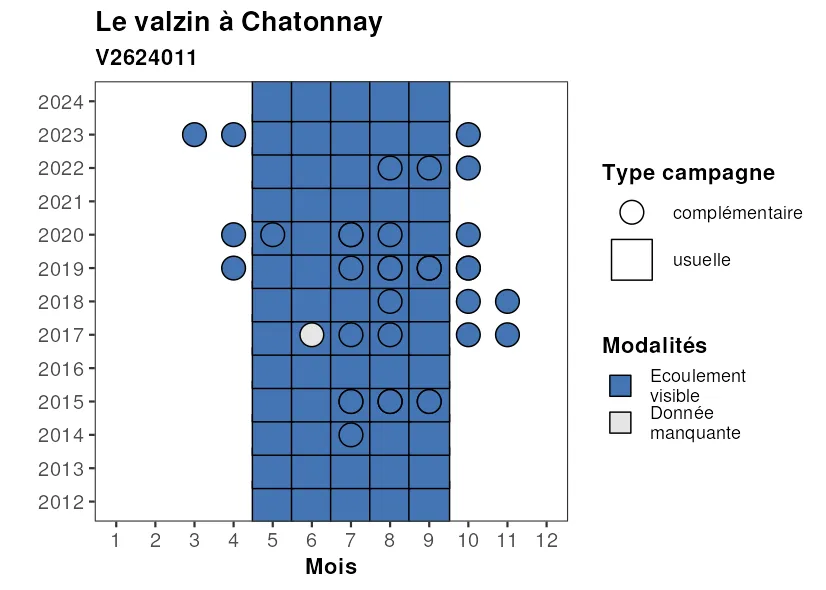 Le valzin à Chatonnay
V2624011
2024
2023
2022
2021
2020
2019
2018
2017
2016
2015
2014
2013
2012
1 2 3 4 5 6 7 8 9 10 11 12
Mois
Type campagne
complémentaire
usuelle
Modalités
Ecoulement
visible
Donnée
manquante